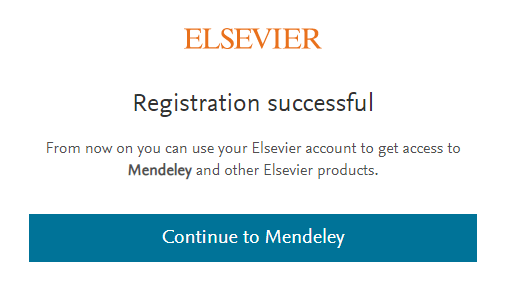 ELSEVIER
Registration successful
From now on you can use your Elsevier account to get access to
Mendeley and other Elsevier products.
Continue to Mendeley